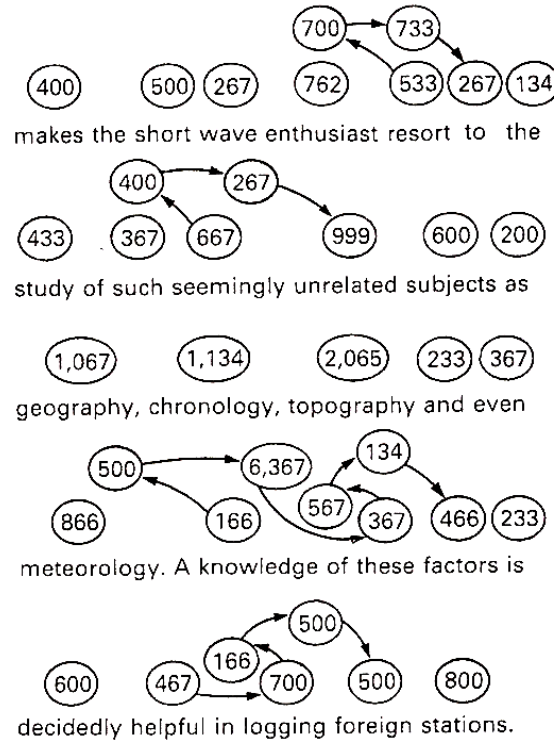 700 733
400 500 267 762 533 267 134
makes the short wave enthusiast resort to the
400 267
433 367 667 999 600 200
study of such seemingly unrelated subjects as
1,067 1,134 2,065 233 367
geography, chronology, topography and even
134
500 6,367
567
866 166 367 466 233
meteorology. A knowledge of these factors is
500
166
600 467 700 500 800
decidedly helpful in logging foreign stations.